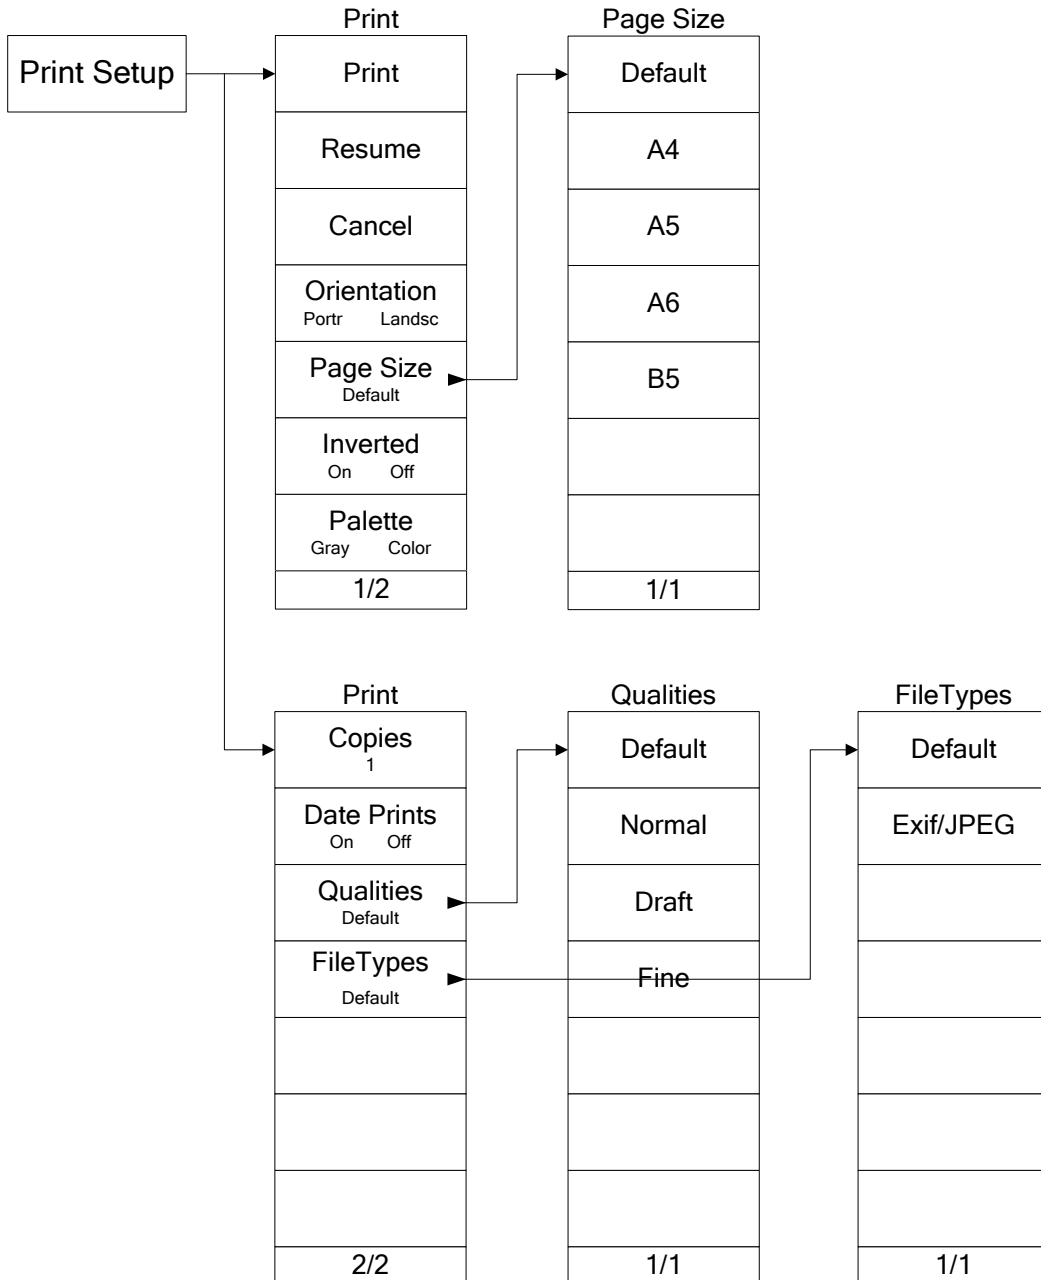 Print Setup
Print
Print
Resume
Cancel
Orientation
Portr Landsc
Page Size
Default
Inverted
On Off
Palette
Gray Color
1/2
Page Size
Default
A4
A5
A6
B5
1/1
Print
Copies
1
Date Prints
On Off
Qualities
Default
FileTypes
Default
2/2
Qualities
Default
Normal
Draft
Fine
1/1
FileTypes
Default
Exif/JPEG
1/1